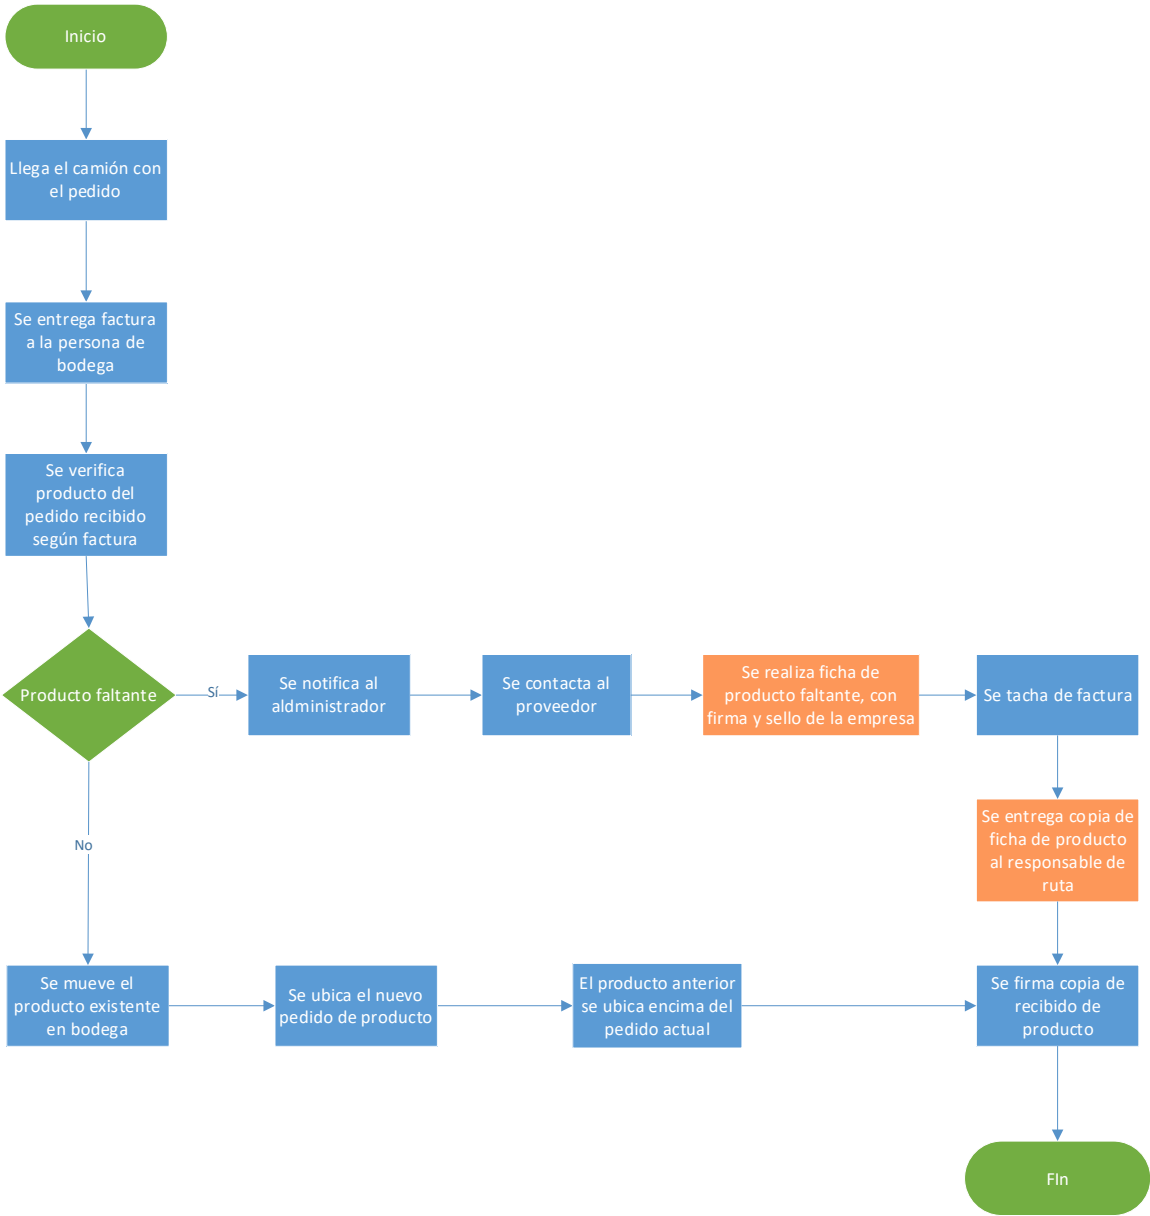 Inicio
Llega el camión con
el pedido
Se entrega factura
a la persona de
bodega
Se verifica
producto del
pedido recibido
según factura
Producto faltante
Sí
Se notifica al
aldministrador
Se contacta al
proveedor
Se realiza ficha de
producto faltante, con
firma y sello de la empresa
Se tacha de factura
Se entrega copia de
ficha de producto
al responsable de
ruta
No
Se mueve el
producto existente
en bodega
Se ubica el nuevo
pedido de producto
El producto anterior
se ubica encima del
pedido actual
Se firma copia de
recibido de
producto
FIn